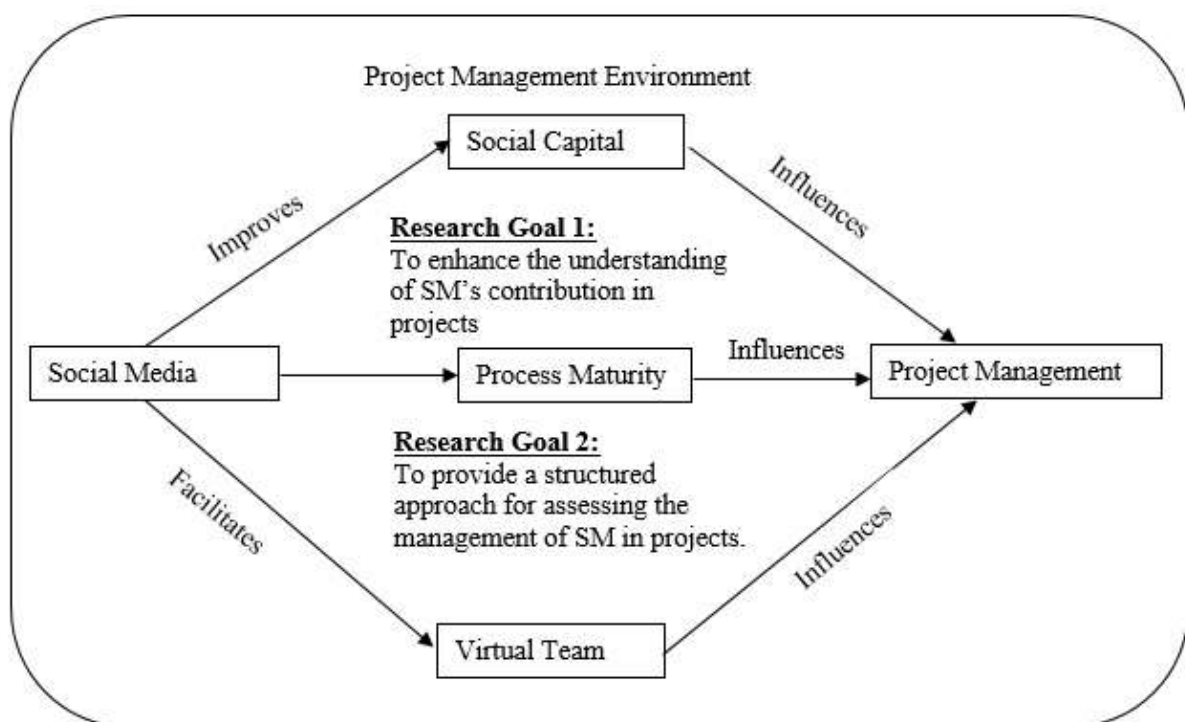 Project Management Environment
Social Capital
Improves
Influences
Research Goal 1:
To enhance the understanding
of SM’s contribution in
projects
Social Media
Process Maturity
Influences
Project Management
Research Goal 2:
To provide a structured
approach for assessing the
management of SM in projects.
Facilitates
Influences
Virtual Team